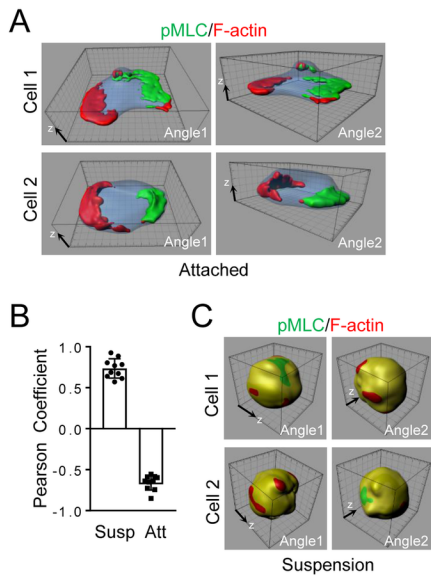 A
pMLC/F-actin
Cell 1
z
Angle1
z
Angle2
Cell 2
z
Angle1
z
Angle2
Attached
B
Pearson Coefficient
1.0
0.5
0.0
-0.5
-1.0
Susp Att
C
pMLC/F-actin
Cell 1
z
Angle1
z
Angle2
Cell 2
z
Angle1
z
Angle2
Suspension